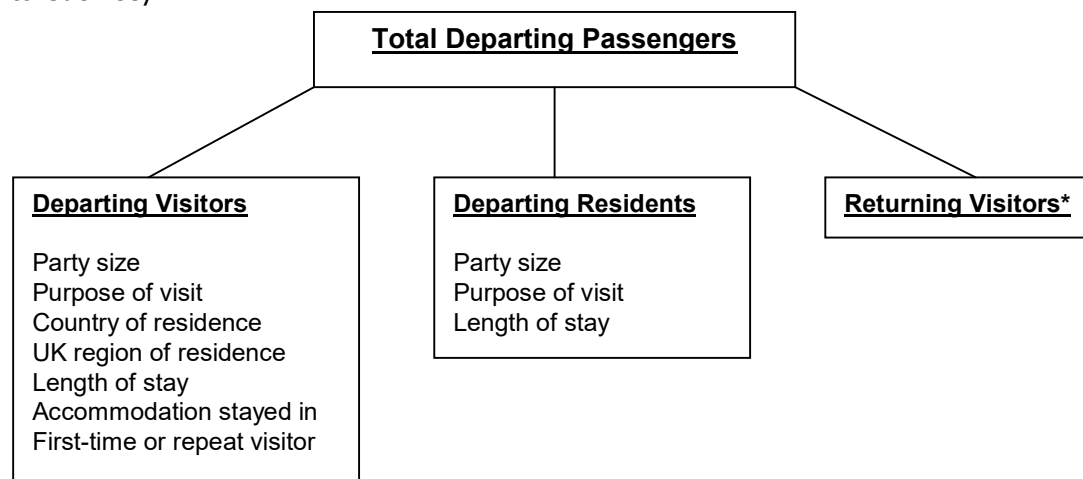 Total Departing Passengers
Departing Visitors
Party size
Purpose of visit
Country of residence
UK region of residence
Length of stay
Accommodation stayed in
First-time or repeat visitor
Departing Residents
Party size
Purpose of visit
Length of stay
Returning Visitors*